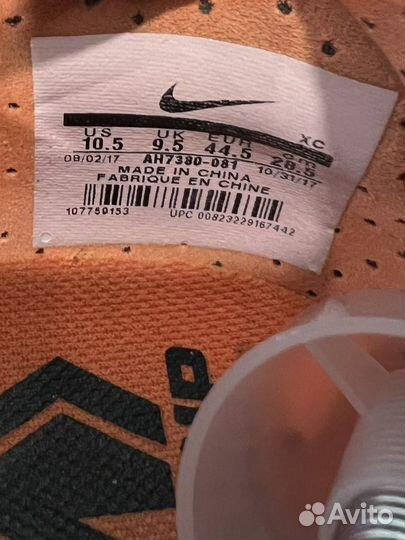 US UK EUR cm XC
10.5 9.5 44.5 28.5
08/02/17 AH7380-081 10/31/17
MADE IN CHINA
FABRIQUE EN CHINE
107750153 UPC 00823229167442
Avito